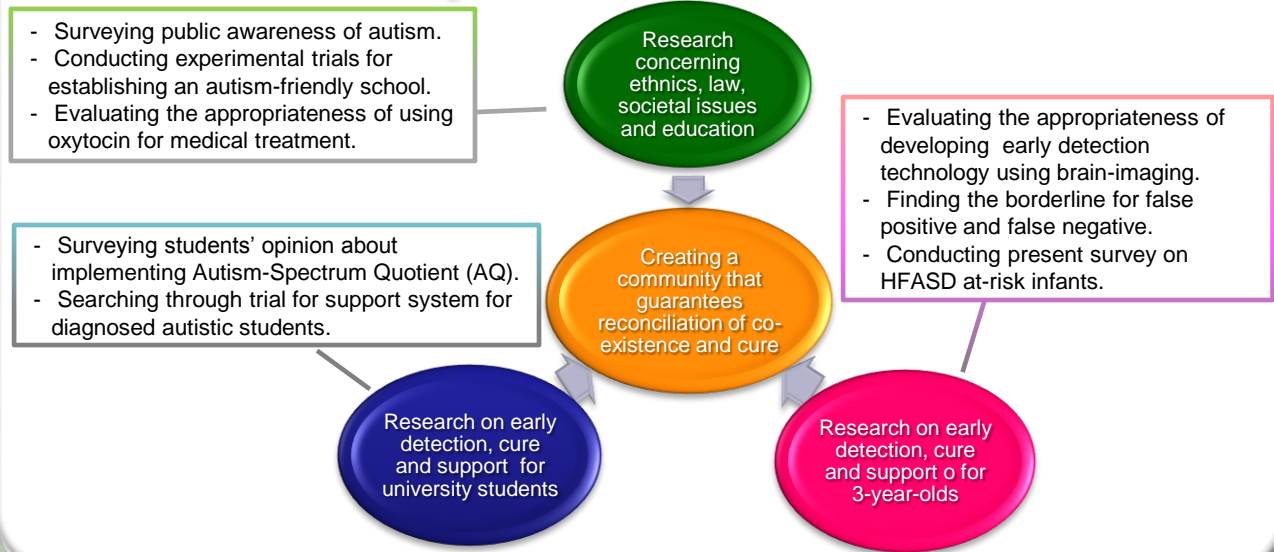 - Surveying public awareness of autism.
- Conducting experimental trials for
establishing an autism-friendly school.
- Evaluating the appropriateness of using
oxytocin for medical treatment.
Research
concerning
ethnics, law,
societal issues
and education
- Evaluating the appropriateness of
developing early detection
technology using brain-imaging.
- Finding the borderline for false
positive and false negative.
- Conducting present survey on
HFASD at-risk infants.
- Surveying students’ opinion about
implementing Autism-Spectrum Quotient (AQ).
- Searching through trial for support system for
diagnosed autistic students.
Creating a
community that
guarantees
reconciliation of co-
existence and cure
Research on early
detection, cure
and support for
university students
Research on early
detection, cure
and support o for
3-year-olds